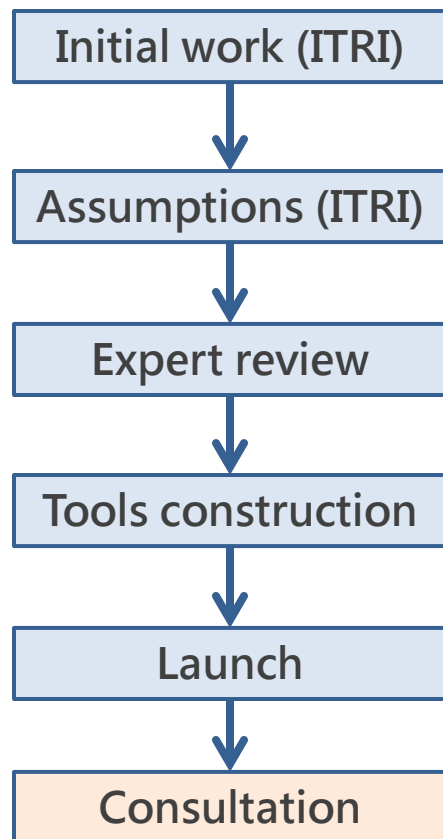 Initial work (ITRI)
Assumptions (ITRI)
Expert review
Tools construction
Launch
Consultation